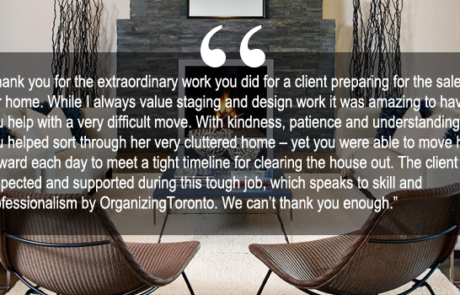 “
hank you for the extraordinary work you did for a client preparing for the sale
r home. While I always value staging and design work it was amazing to hav
u help with a very difficult move. With kindness, patience and understanding
u helped sort through her very cluttered home – yet you were able to move h
ward each day to meet a tight timeline for clearing the house out. The client
pected and supported during this tough job, which speaks to skill and
ofessionalism by OrganizingToronto. We can’t thank you enough.”